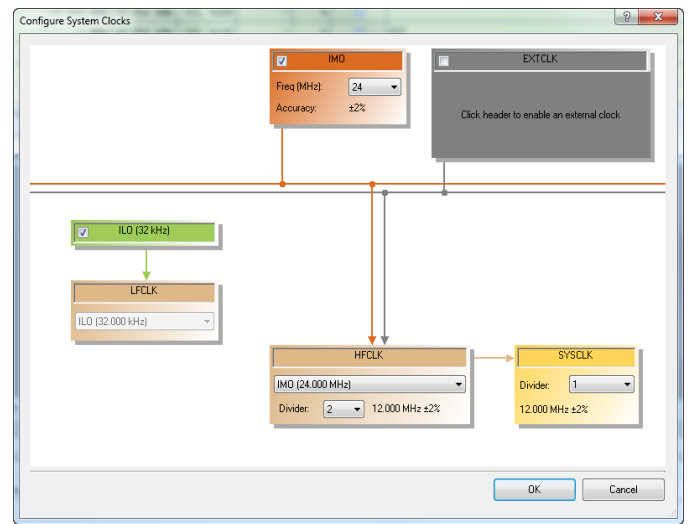 Configure System Clocks
IMO
Freq (MHz): 24
Accuracy: ±2%
EXTCLK
Click header to enable an external clock
ILO (32 kHz)
LFCLK
ILO (32.000 kHz)
HFCLK
IMO (24.000 MHz)
Divider: 2 12.000 MHz ±2%
SYSCLK
Divider: 1
12.000 MHz ±2%
OK Cancel